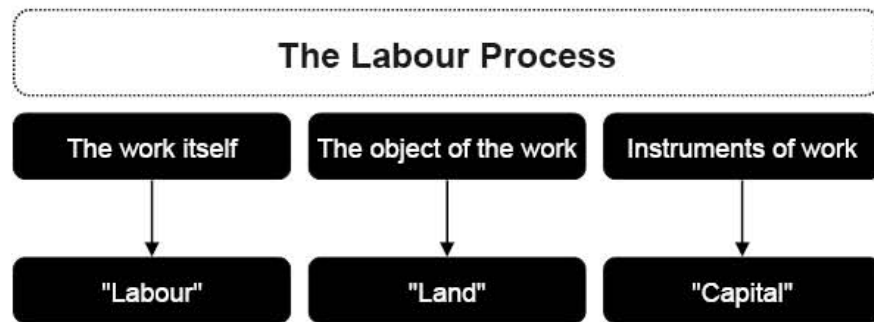 The Labour Process
The work itself
The object of the work
Instruments of work
"Labour"
"Land"
"Capital"